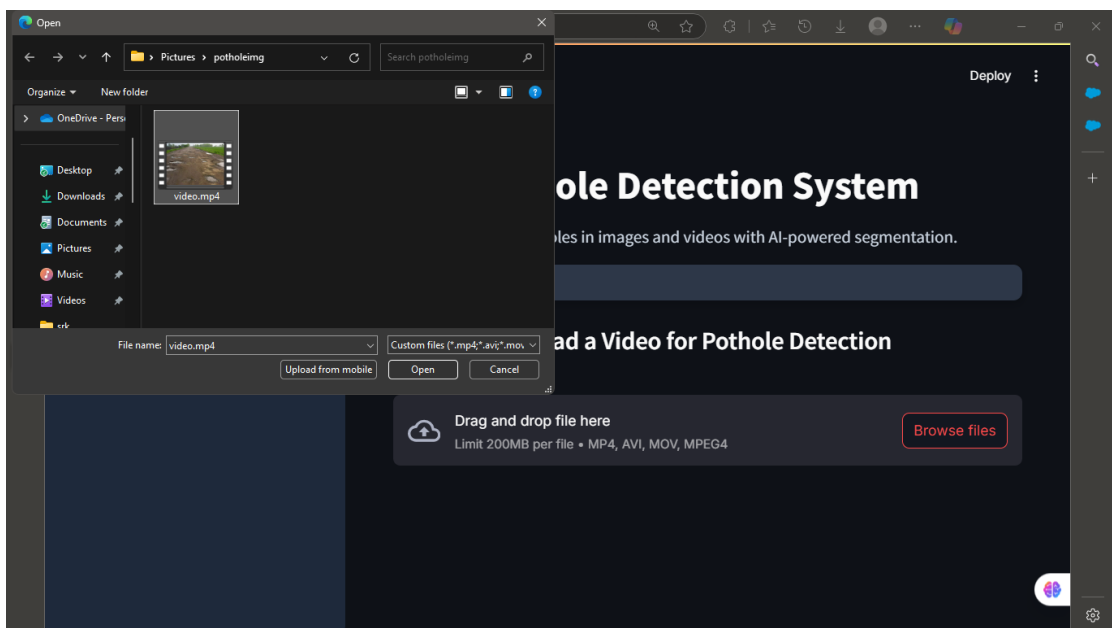 Open
Pictures > potholeimg
Search potholeimg
Organize
New folder
OneDrive - Pers
Desktop
Downloads
Documents
Pictures
Music
Videos
srk
video.mp4
File name: video.mp4
Custom files (*.mp4;*.avi;*.mov
Upload from mobile
Open
Cancel
Deploy
ole Detection System
les in images and videos with AI-powered segmentation.
ad a Video for Pothole Detection
Drag and drop file here
Limit 200MB per file • MP4, AVI, MOV, MPEG4
Browse files